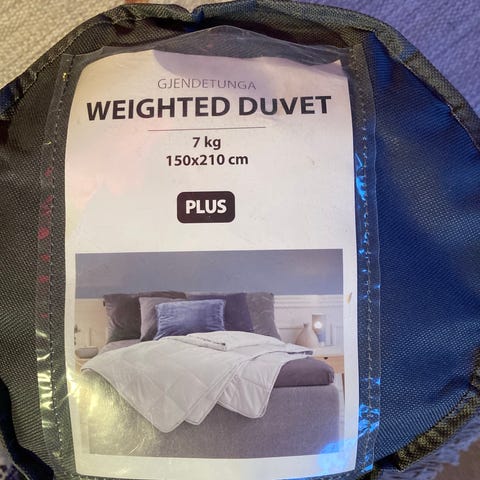 GJENDETUNGA
WEIGHTED DUVET
7 kg
150x210 cm
PLUS